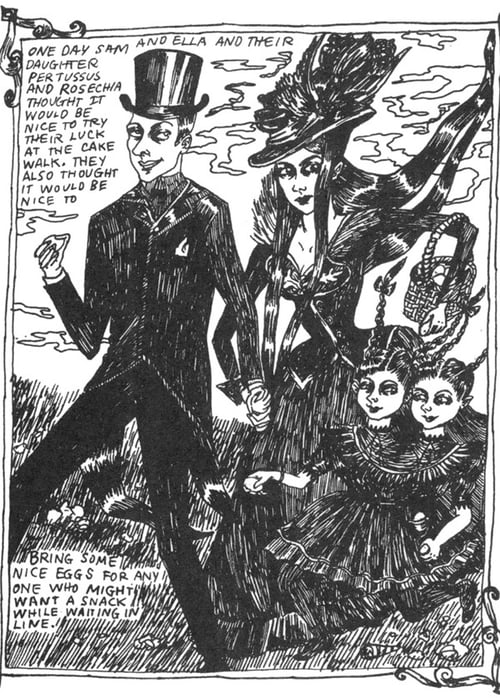 ONE DAY SAM AND ELLA AND THEIR
DAUGHTER
PERTUSSUS
AND ROSECHIA
THOUGHT IT
WOULD BE
NICE TO TRY
THEIR LUCK
AT THE CAKE
WALK. THEY
ALSO THOUGHT
IT WOULD BE
NICE TO
BRING SOME
NICE EGGS FOR ANY
ONE WHO MIGHT
WANT A SNACK
WHILE WAITING IN
LINE.